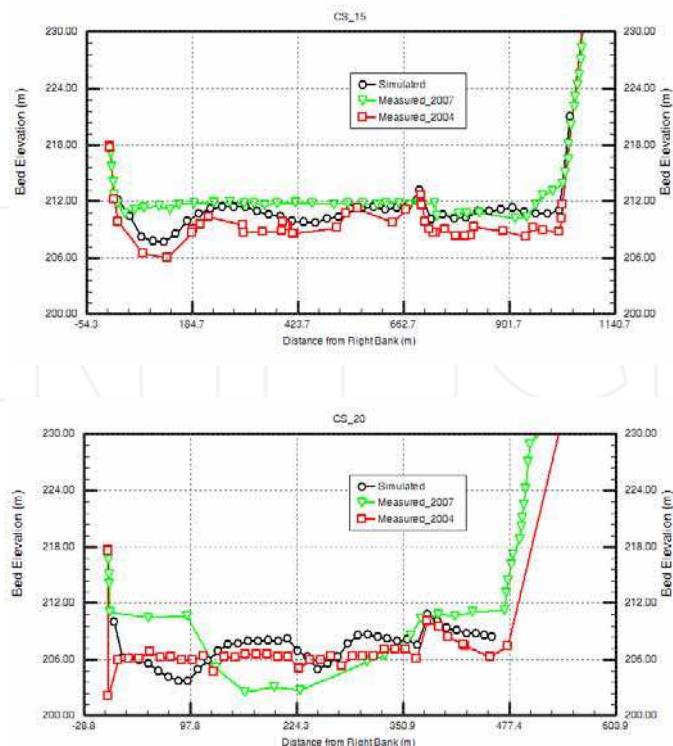 CS_15
230.00
224.00
218.00
212.00
206.00
200.00
Bed Elevation (m)
Simulated
Measured_2007
Measured_2004
230.00
224.00
218.00
212.00
206.00
200.00
Bed Elevation (m)
-54.3 184.7 423.7 662.7 901.7 1140.7
Distance from Right Bank (m)
CS_20
230.00
224.00
218.00
212.00
206.00
200.00
Bed Elevation (m)
Simulated
Measured_2007
Measured_2004
230.00
224.00
218.00
212.00
206.00
200.00
Bed Elevation (m)
-28.8 97.8 224.3 350.9 477.4 603.9
Distance from Right Bank (m)